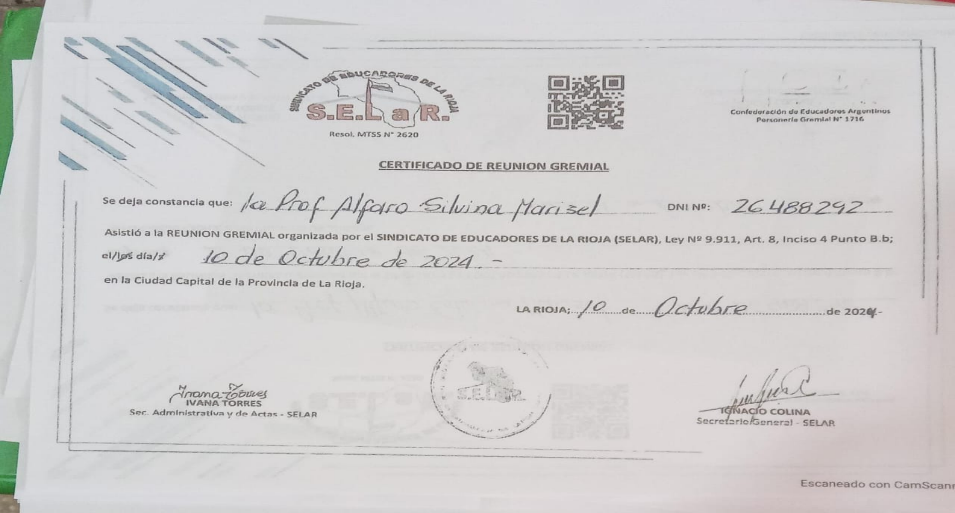 SINDICATO DE EDUCADORES DE LA RIOJA
S.E.L a R.
Resol. MTSS N° 2620
Confederación de Educadores Argentinos
Personería Gremial N° 1716
CERTIFICADO DE REUNION GREMIAL
Se deja constancia que: la Prof Alfaro Silvina Marisel DNI Nº: 26488292
Asistió a la REUNION GREMIAL organizada por el SINDICATO DE EDUCADORES DE LA RIOJA (SELAR), Ley Nº 9.911, Art. 8, Inciso 4 Punto B.b;
el/los día/s 10 de Octubre de 2024 -
en la Ciudad Capital de la Provincia de La Rioja.
LA RIOJA; 10 de Octubre de 2024-
Ivana Torres
IVANA TORRES
Sec. Administrativa y de Actas - SELAR
S.E.L.a.R.
IGNACIO COLINA
Secretario General - SELAR
Escaneado con CamScann